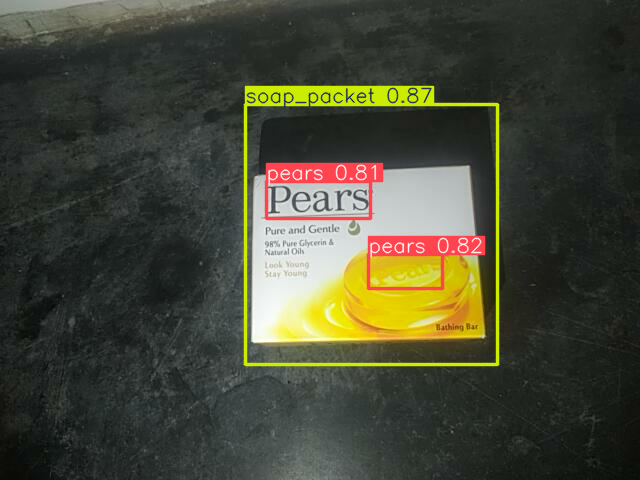 soap_packet 0.87
pears 0.81
Pears
Pure and Gentle
98% Pure Glycerin &
Natural Oils
Look Young
Stay Young
pears 0.82
Pears
Bathing Bar